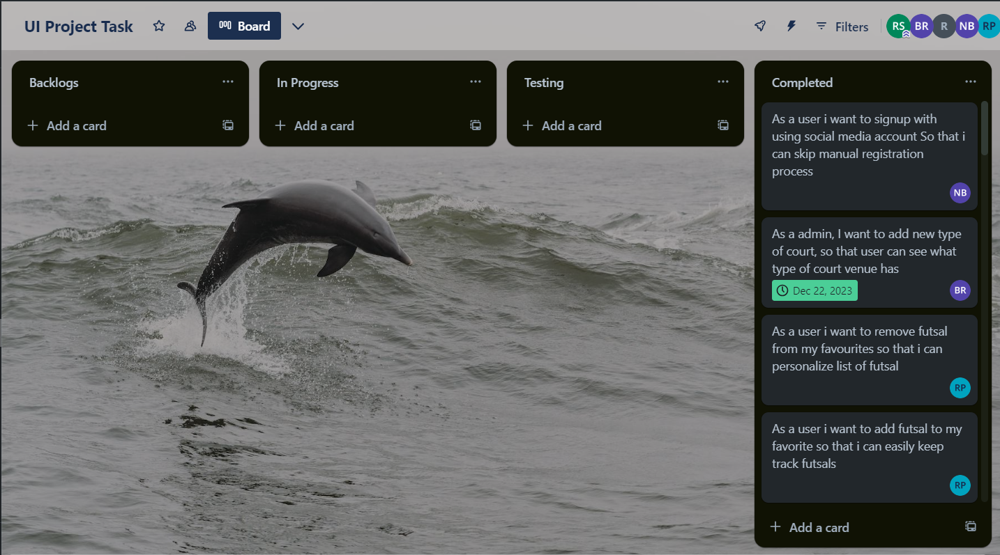 UI Project Task
Board
Filters
RS
BR
R
NB
RP
Backlogs
Add a card
In Progress
Add a card
Testing
Add a card
Completed
As a user i want to signup with
using social media account So that i
can skip manual registration
process
NB
As a admin, I want to add new type
of court, so that user can see what
type of court venue has
Dec 22, 2023
BR
As a user i want to remove futsal
from my favourites so that i can
personalize list of futsal
RP
As a user i want to add futsal to my
favorite so that i can easily keep
track futsals
RP
Add a card